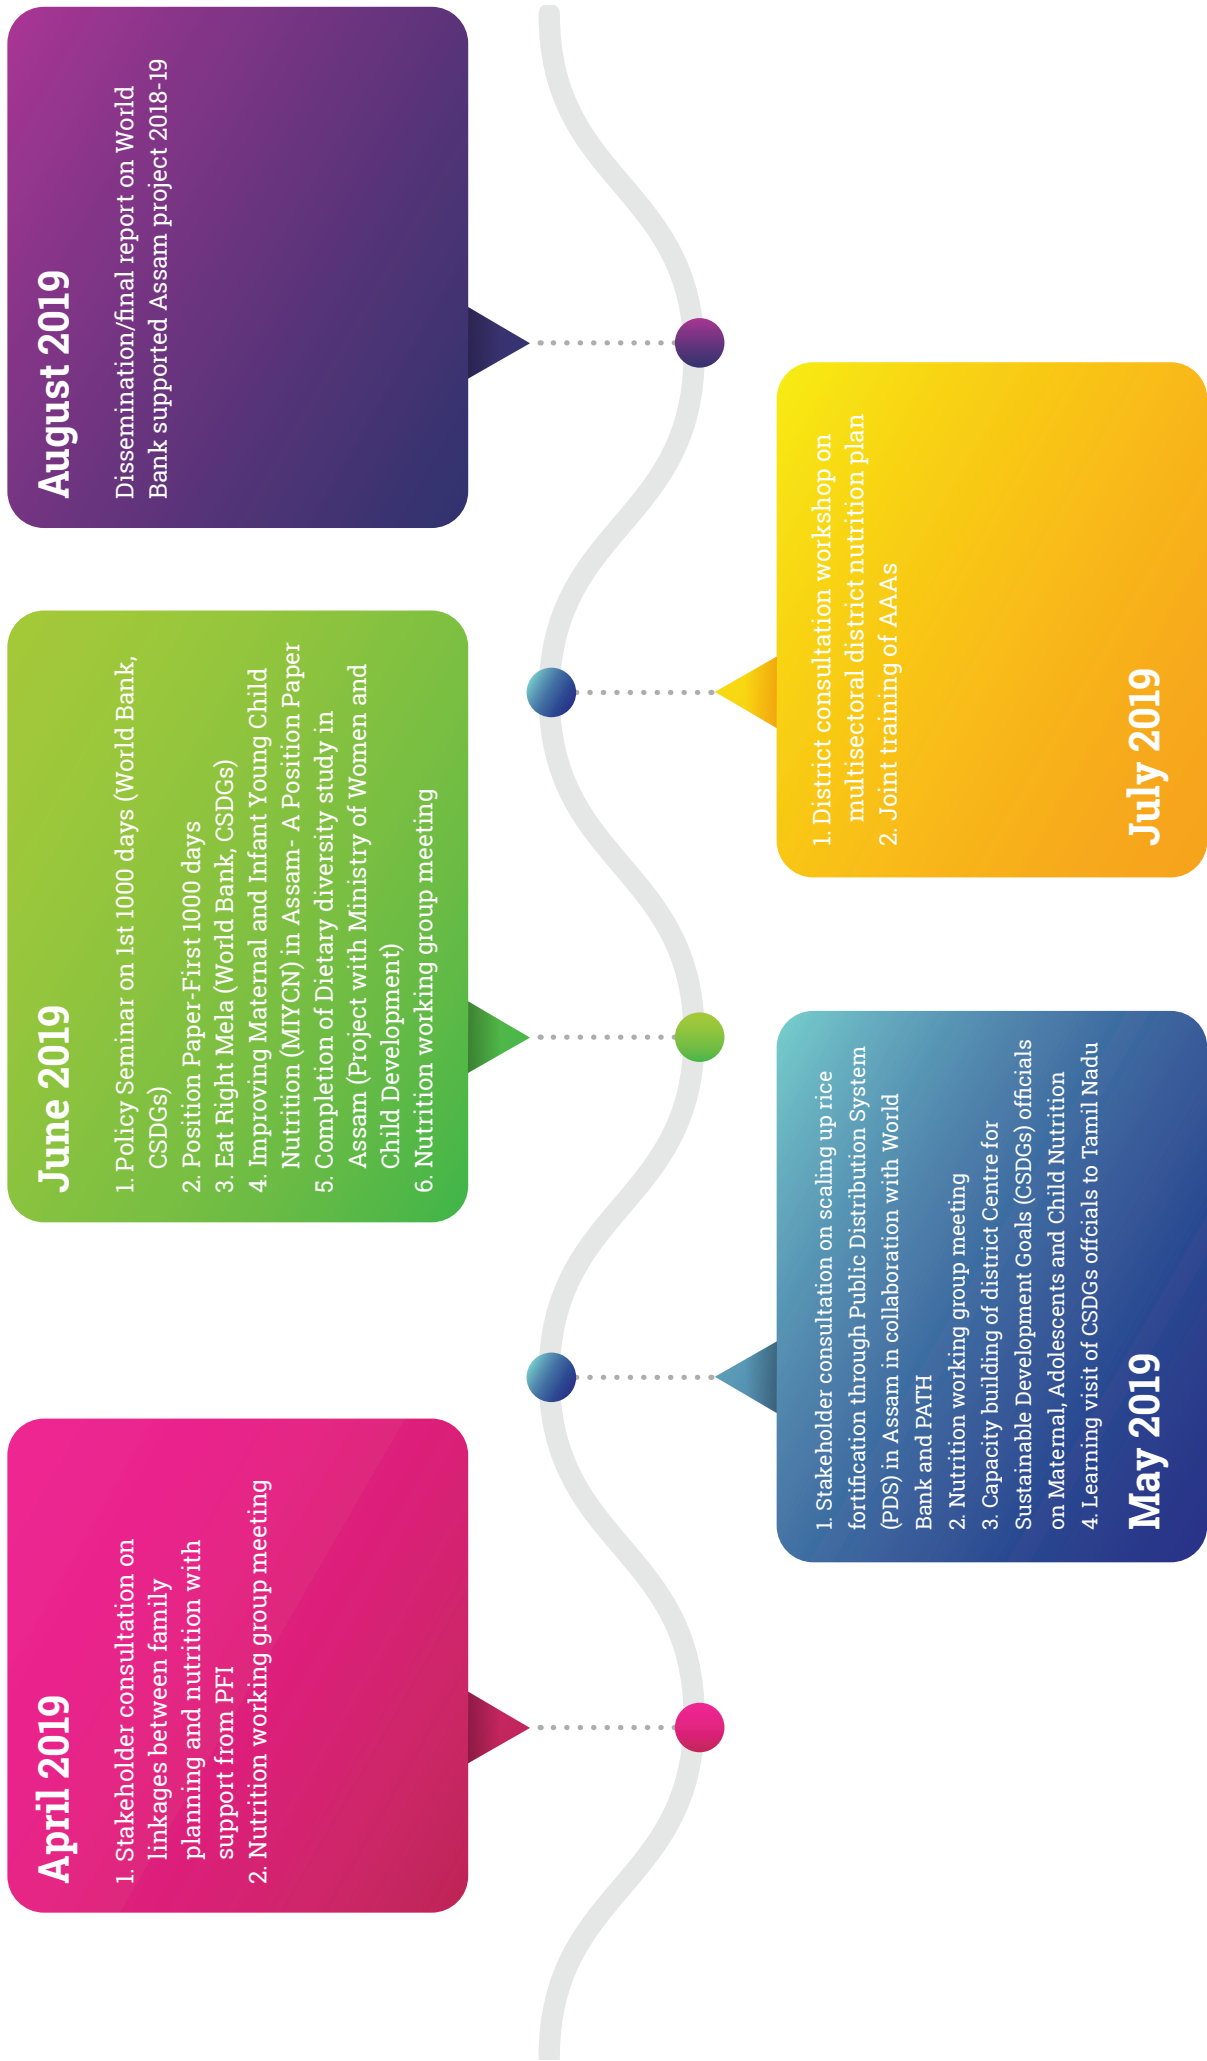 April 2019
1. Stakeholder consultation on
linkages between family
planning and nutrition with
support from PFI
2. Nutrition working group meeting
1. Stakeholder consultation on scaling up rice
fortification through Public Distribution System
(PDS) in Assam in collaboration with World
Bank and PATH
2. Nutrition working group meeting
3. Capacity building of district Centre for
Sustainable Development Goals (CSDGs) officials
on Maternal, Adolescents and Child Nutrition
4. Learning visit of CSDGs offcials to Tamil Nadu
May 2019
June 2019
1. Policy Seminar on 1st 1000 days (World Bank,
CSDGs)
2. Position Paper-First 1000 days
3. Eat Right Mela (World Bank, CSDGs)
4. Improving Maternal and Infant Young Child
Nutrition (MIYCN) in Assam- A Position Paper
5. Completion of Dietary diversity study in
Assam (Project with Ministry of Women and
Child Development)
6. Nutrition working group meeting
1. District consultation workshop on
multisectoral district nutrition plan
2. Joint training of AAAs
July 2019
August 2019
Dissemination/final report on World
Bank supported Assam project 2018-19